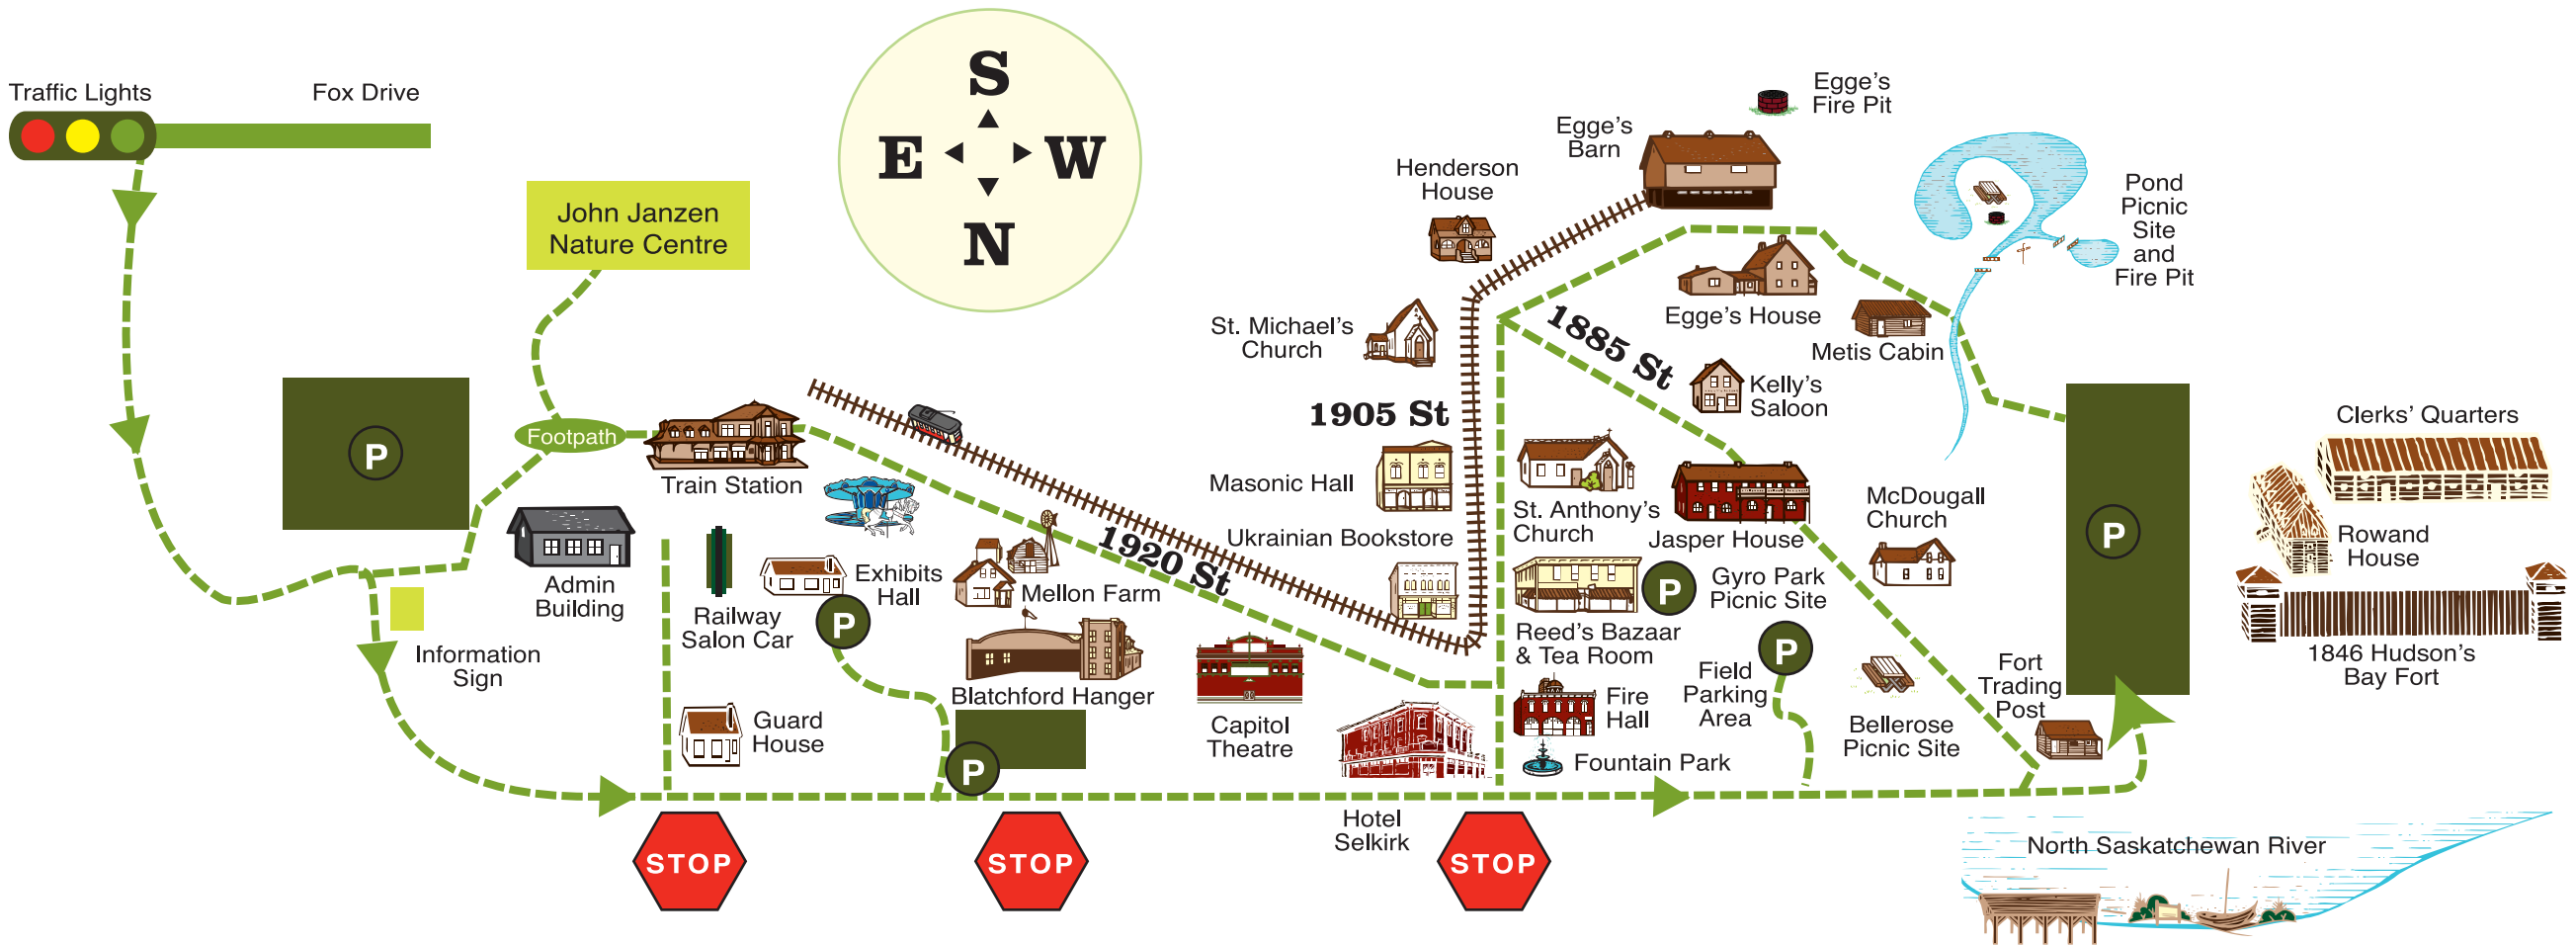 Traffic Lights
Fox Drive
John Janzen
Nature Centre
S
E
W
N
Egge's
Fire Pit
Egge's
Barn
Henderson
House
Pond
Picnic
Site
and
Fire Pit
St. Michael's
Church
Egge's House
Metis Cabin
1885 St
Kelly's
Saloon
1905 St
P
Footpath
Train Station
Masonic Hall
St. Anthony's
Church
Jasper House
McDougall
Church
P
Clerks' Quarters
Rowand
House
1846 Hudson's
Bay Fort
Ukrainian Bookstore
1920 St
Admin
Building
Railway
Salon Car
Exhibits
Hall
P
Mellon Farm
Blatchford Hanger
Reed's Bazaar
& Tea Room
P
Gyro Park
Picnic Site
P
Field
Parking
Area
Fort
Trading
Post
Information
Sign
Guard
House
P
Capitol
Theatre
Fire
Hall
Fountain Park
Bellerose
Picnic Site
Hotel
Selkirk
STOP
STOP
STOP
North Saskatchewan River